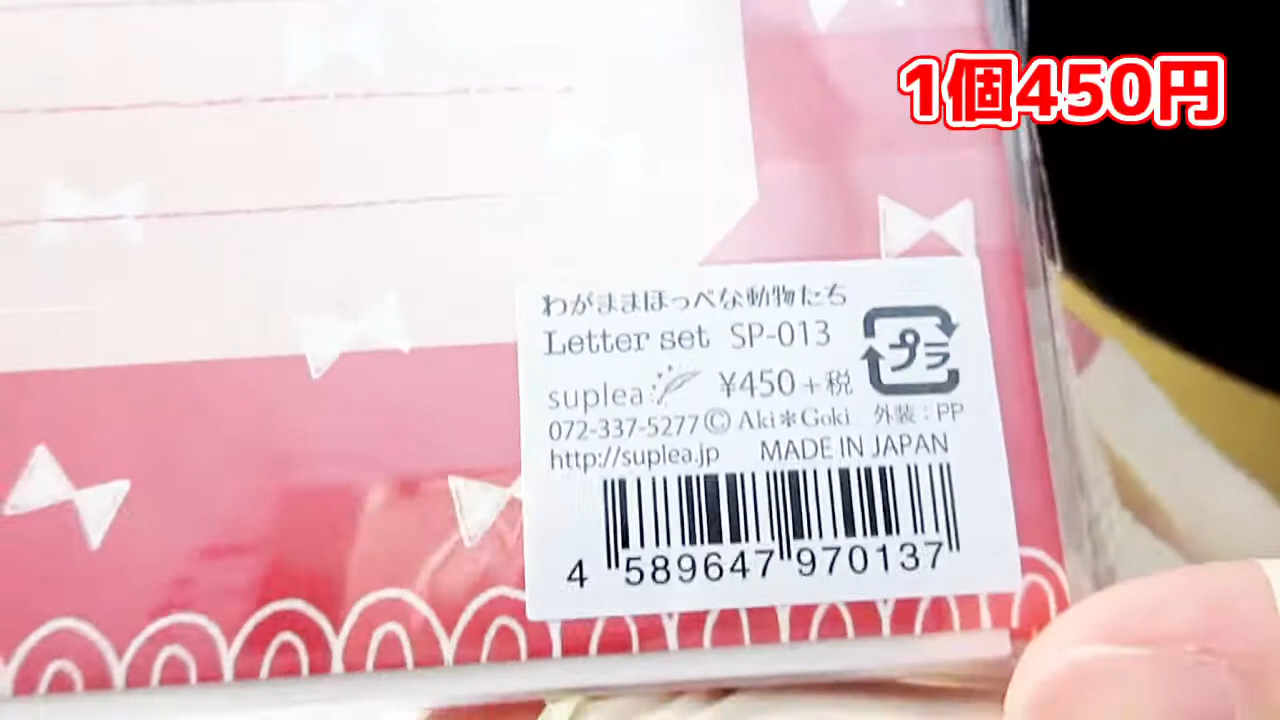 1個450円
わがままほっぺな動物たち
Letter set SP-013
プラ
suplea ¥450+税
072-337-5277 © Aki*Goki 外装:PP
http://suplea.jp MADE IN JAPAN
4 589647 970137